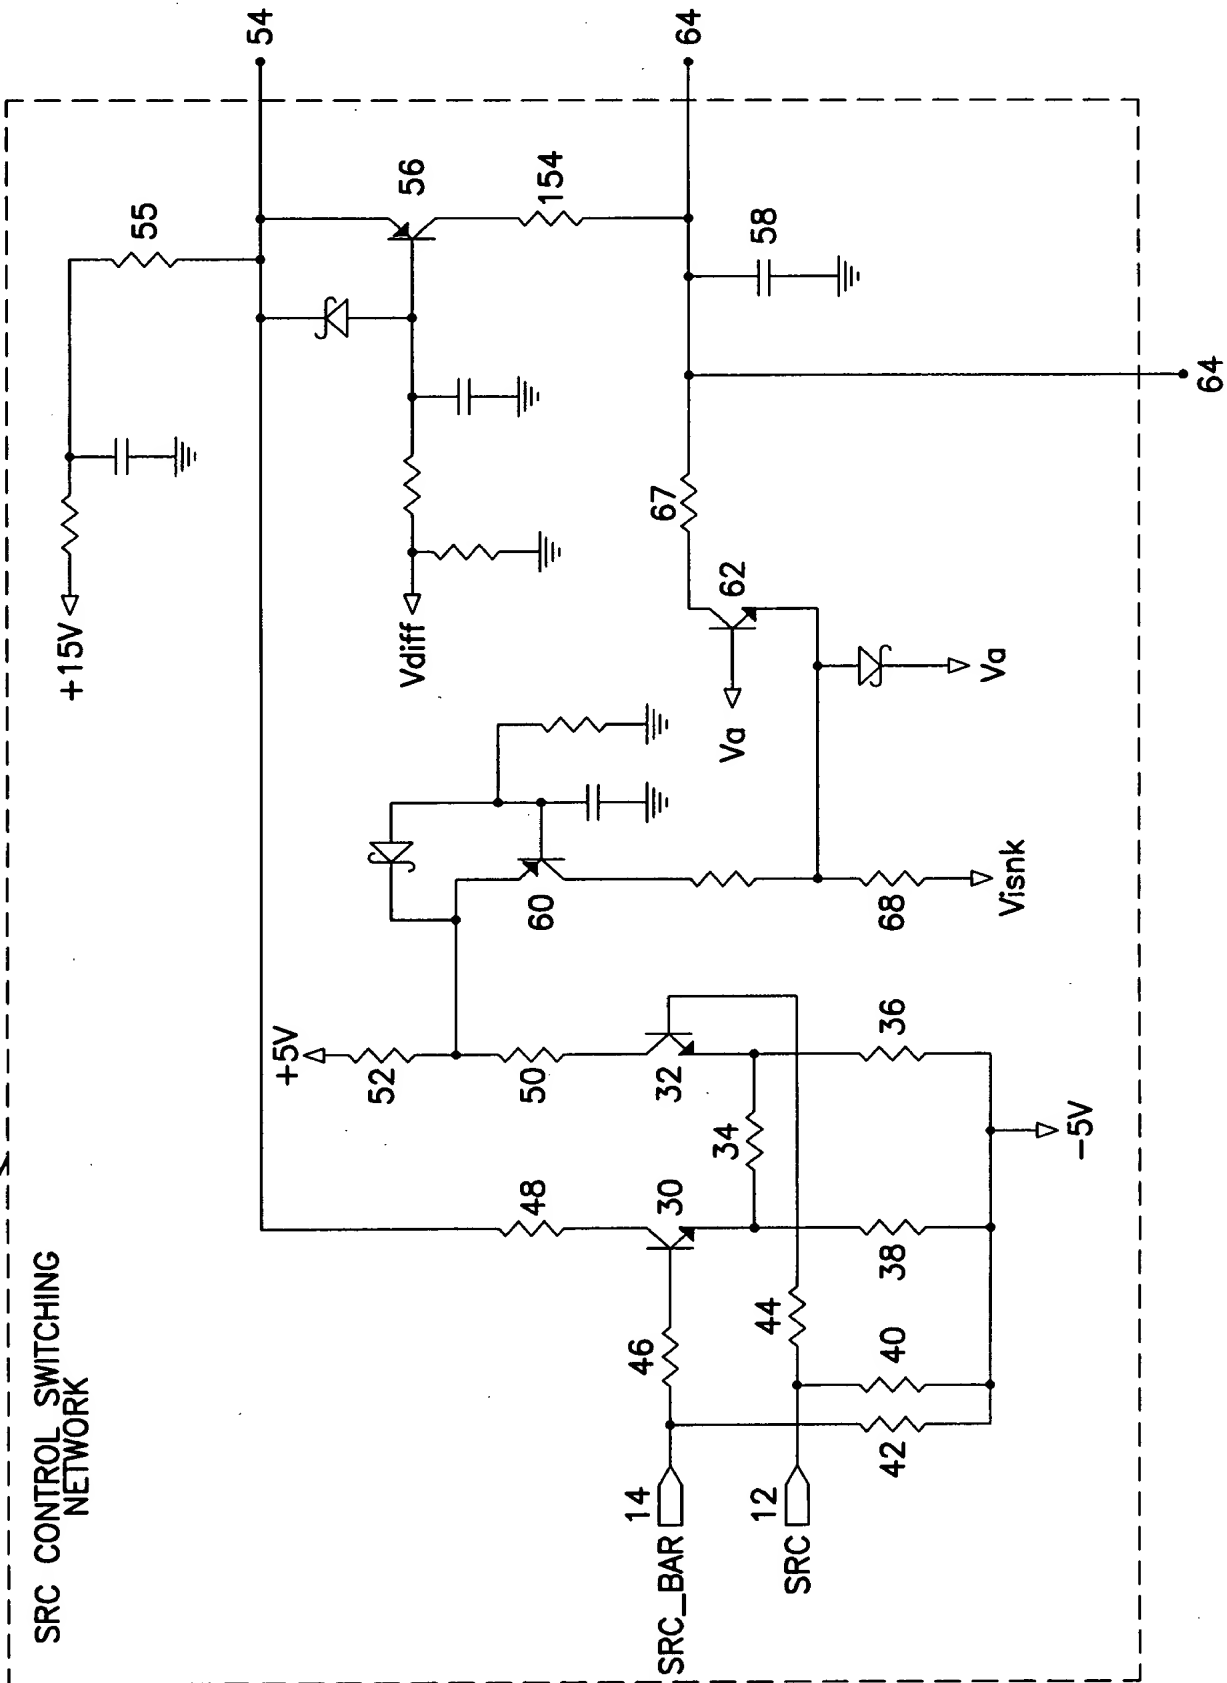 SRC CONTROL SWITCHING
NETWORK
+15V
55
54
Vdiff
56
154
64
58
64
67
62
Va
Va
60
68
Visnk
+5V
52
50
32
36
34
-5V
48
30
38
46
44
40
42
14
SRC_BAR
12
SRC